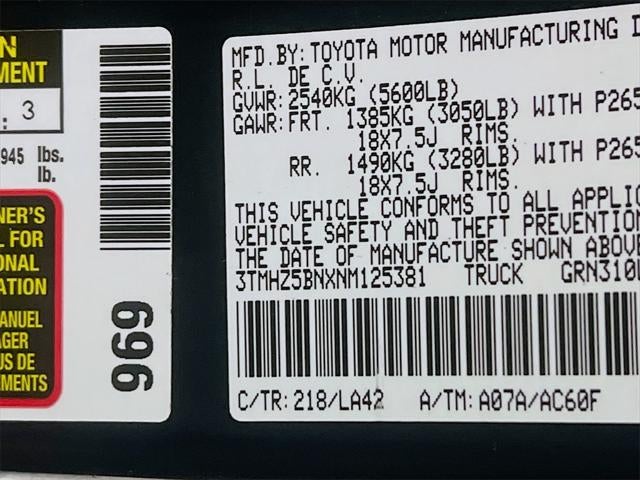 N
MENT
: 3
945 lbs.
lb.
NER'S
L FOR
ONAL
ATION
ANUEL
AGER
US DE
EMENTS
969
MFD.BY:TOYOTA MOTOR MANUFACTURING D
R.L. DE C.V.
GVWR:2540KG (5600LB)
GAWR:FRT. 1385KG (3050LB) WITH P265
18X7.5J RIMS.
RR. 1490KG (3280LB) WITH P265
18X7.5J RIMS.
THIS VEHICLE CONFORMS TO ALL APPLIC
VEHICLE SAFETY AND THEFT PREVENTION
THE DATE OF MANUFACTURE SHOWN ABOVE
3TMHZ5BNXNM125381 TRUCK GRN310L
C/TR:218/LA42 A/TM:A07A/AC60F